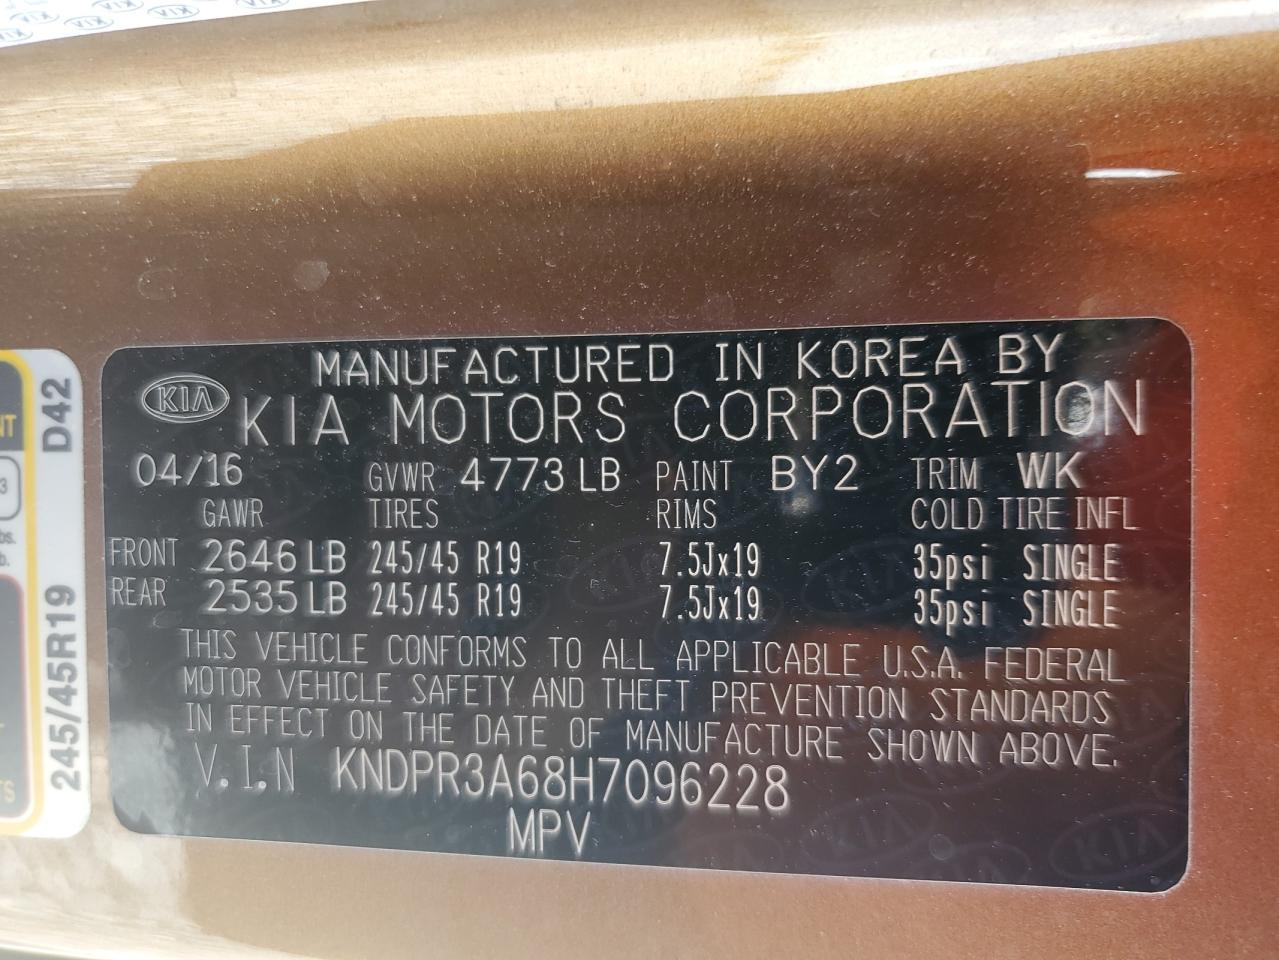 MANUFACTURED IN KOREA BY
KIA KIA MOTORS CORPORATION
04/16 GVWR 4773 LB PAINT BY2 TRIM WK
GAWR TIRES RIMS COLD TIRE INFL
FRONT 2646 LB 245/45 R19 7.5Jx19 35psi SINGLE
REAR 2535 LB 245/45 R19 7.5Jx19 35psi SINGLE
THIS VEHICLE CONFORMS TO ALL APPLICABLE U.S.A. FEDERAL
MOTOR VEHICLE SAFETY AND THEFT PREVENTION STANDARDS
IN EFFECT ON THE DATE OF MANUFACTURE SHOWN ABOVE.
V.I.N KNDPR3A68H7096228
MPV
D42
245/45R19